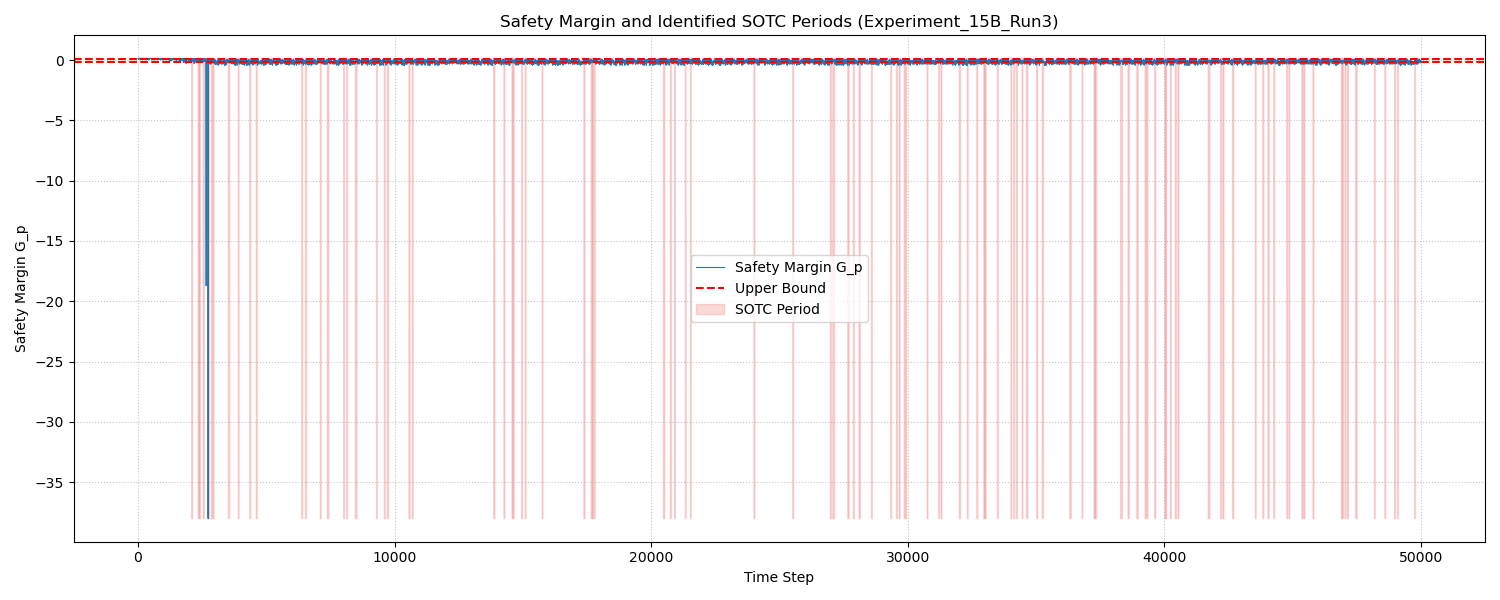 Safety Margin and Identified SOTC Periods (Experiment_15B_Run3)
Safety Margin G_p
0
−5
−10
−15
−20
−25
−30
−35
Safety Margin G_p
Upper Bound
SOTC Period
0
10000
20000
30000
40000
50000
Time Step